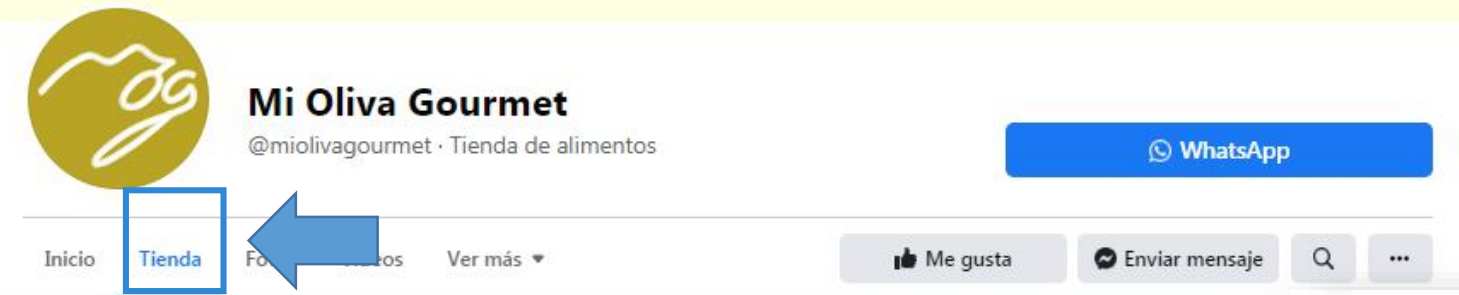 Mi Oliva Gourmet
@miolivagourmet · Tienda de alimentos
WhatsApp
Inicio Tienda Ver más
Me gusta Enviar mensaje